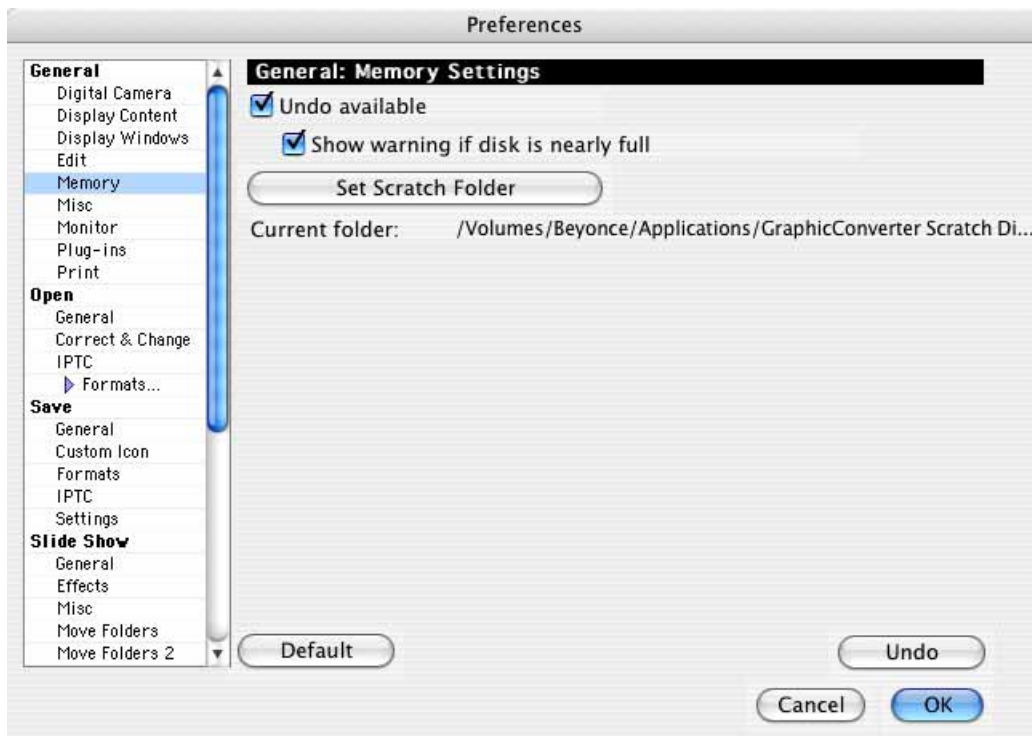 Preferences
General
Digital Camera
Display Content
Display Windows
Edit
Memory
Misc
Monitor
Plug-ins
Print
Open
General
Correct & Change
IPTC
Formats...
Save
General
Custom Icon
Formats
IPTC
Settings
Slide Show
General
Effects
Misc
Move Folders
Move Folders 2
General: Memory Settings
Undo available
Show warning if disk is nearly full
Set Scratch Folder
Current folder: /Volumes/Beyonce/Applications/GraphicConverter Scratch Di...
Default
Undo
Cancel
OK